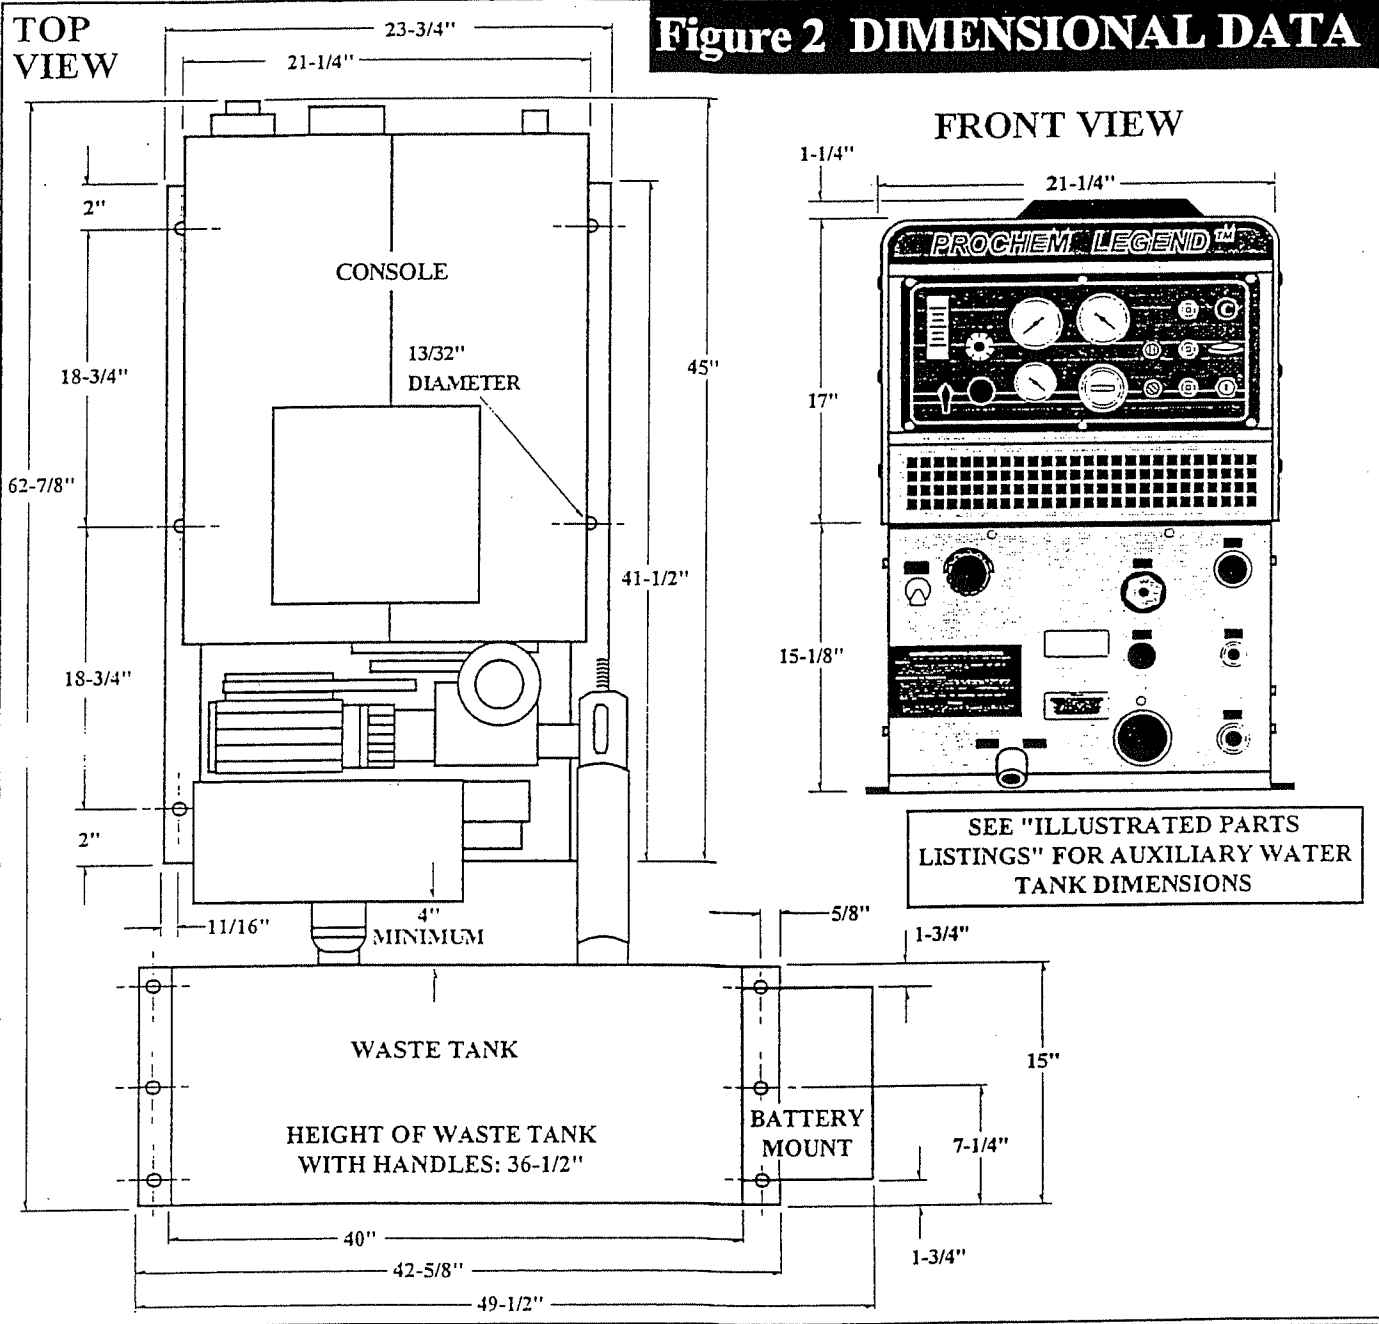 TOP
VIEW
Figure 2 DIMENSIONAL DATA
23-3/4"
21-1/4"
2"
18-3/4"
62-7/8"
18-3/4"
2"
CONSOLE
13/32"
DIAMETER
45"
41-1/2"
11/16"
4"
MINIMUM
5/8"
WASTE TANK
HEIGHT OF WASTE TANK
WITH HANDLES: 36-1/2"
BATTERY
MOUNT
1-3/4"
15"
7-1/4"
1-3/4"
40"
42-5/8"
49-1/2"
FRONT VIEW
1-1/4"
21-1/4"
PROCHEM LEGEND TM
17"
15-1/8"
SEE "ILLUSTRATED PARTS
LISTINGS" FOR AUXILIARY WATER
TANK DIMENSIONS